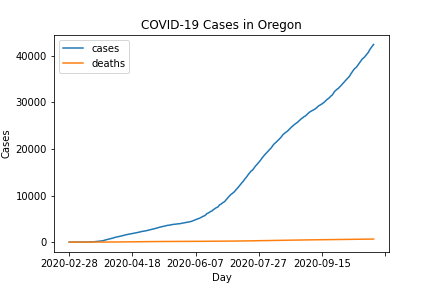 COVID-19 Cases in Oregon
cases
deaths
40000
30000
20000
10000
0
Cases
2020-02-28 2020-04-18 2020-06-07 2020-07-27 2020-09-15
Day